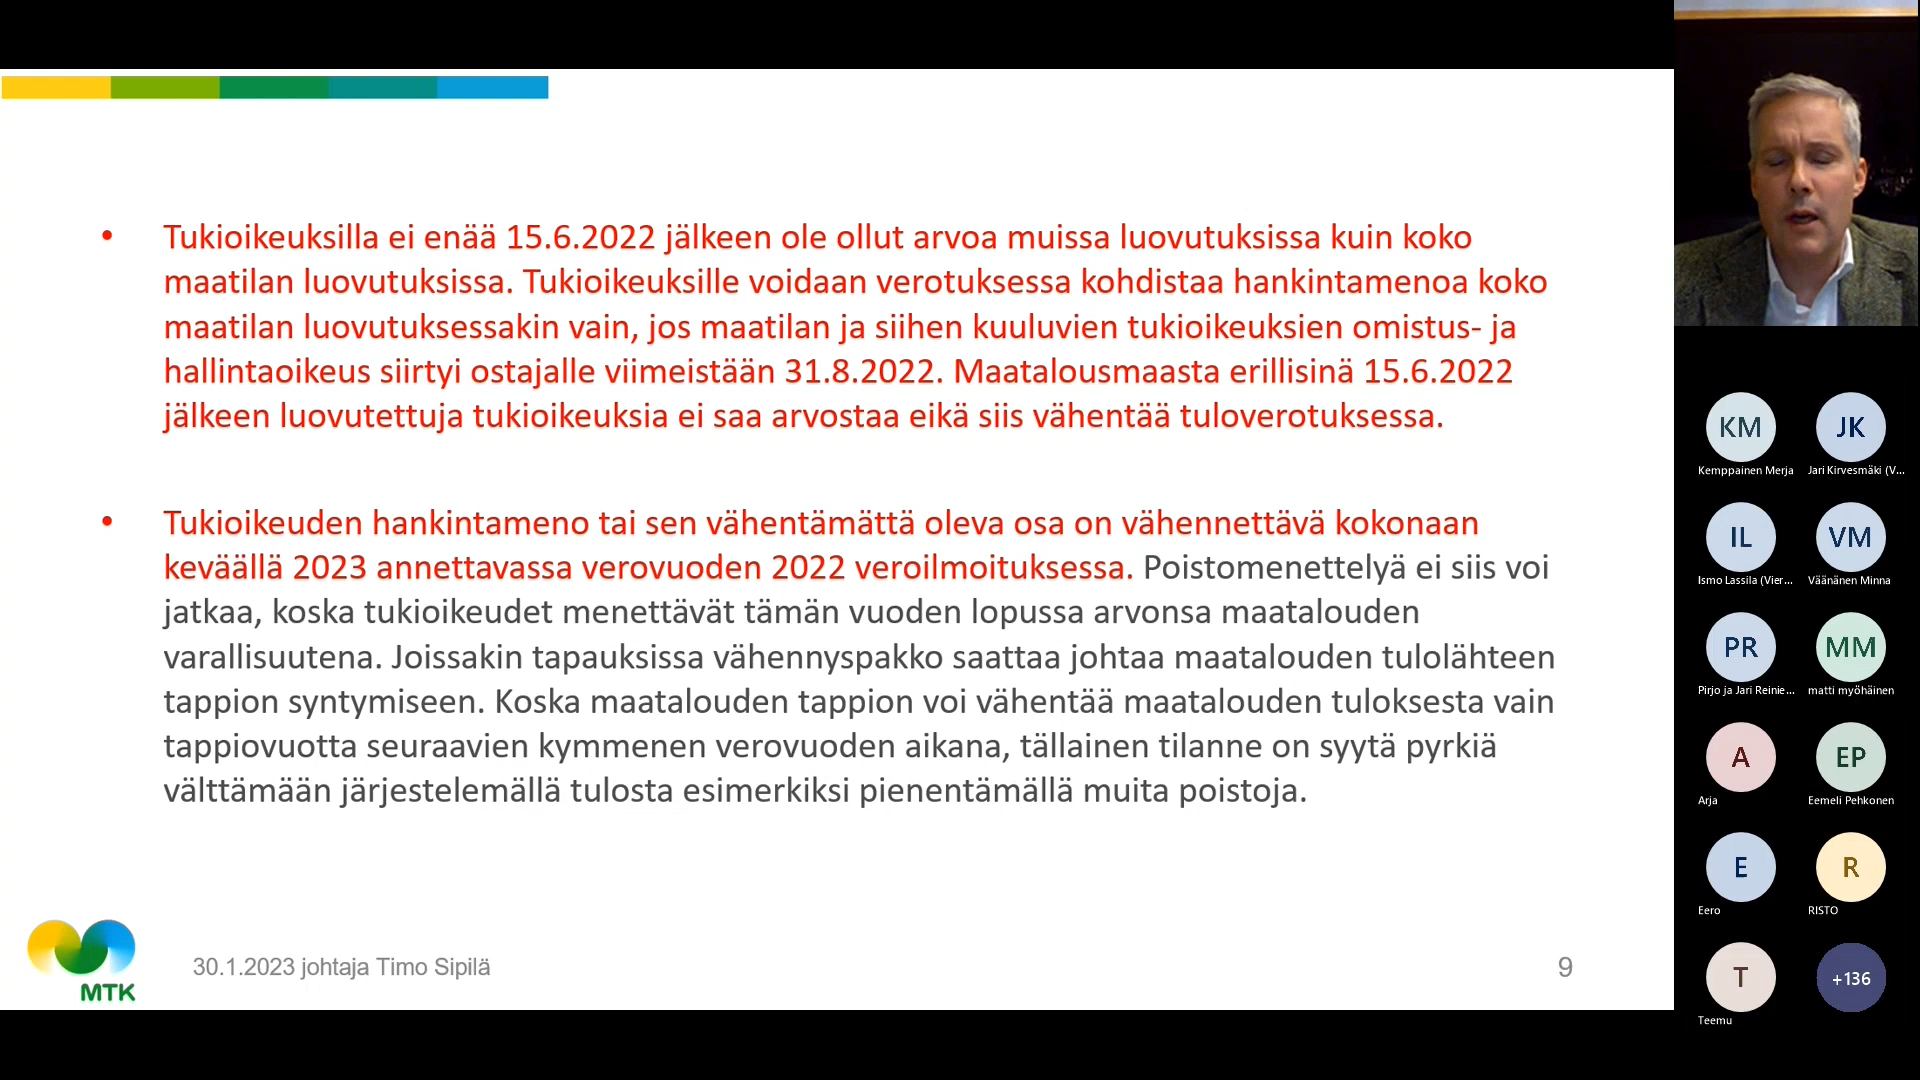 • Tukioikeuksilla ei enää 15.6.2022 jälkeen ole ollut arvoa muissa luovutuksissa kuin koko
maatilan luovutuksissa. Tukioikeuksille voidaan verotuksessa kohdistaa hankintamenoa koko
maatilan luovutuksessakin vain, jos maatilan ja siihen kuuluvien tukioikeuksien omistus- ja
hallintaoikeus siirtyi ostajalle viimeistään 31.8.2022. Maatalousmaasta erillisinä 15.6.2022
jälkeen luovutettuja tukioikeuksia ei saa arvostaa eikä siis vähentää tuloverotuksessa.
• Tukioikeuden hankintameno tai sen vähentämättä oleva osa on vähennettävä kokonaan
keväällä 2023 annettavassa verovuoden 2022 veroilmoituksessa. Poistomenettelyä ei siis voi
jatkaa, koska tukioikeudet menettävät tämän vuoden lopussa arvonsa maatalouden
varallisuutena. Joissakin tapauksissa vähennyspakko saattaa johtaa maatalouden tulolähteen
tappion syntymiseen. Koska maatalouden tappion voi vähentää maatalouden tuloksesta vain
tappiovuotta seuraavien kymmenen verovuoden aikana, tällainen tilanne on syytä pyrkiä
välttämään järjestelemällä tulosta esimerkiksi pienentämällä muita poistoja.
MTK
30.1.2023 johtaja Timo Sipilä
9
KM
JK
Kemppainen Merja
Jari Kirvesmäki (V...
IL
VM
Ismo Lassila (Vier...
Väänänen Minna
PR
MM
Pirjo ja Jari Reinie...
matti myöhäinen
A
EP
Arja
Eemeli Pehkonen
E
R
Eero
RISTO
T
+136
Teemu